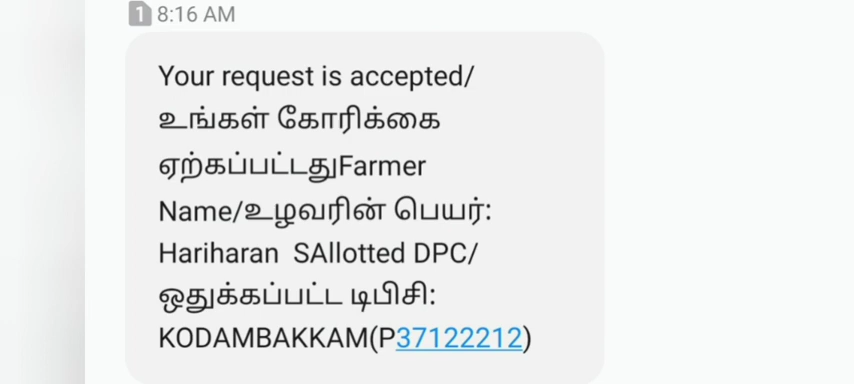 1 8:16 AM
Your request is accepted/
உங்கள் கோரிக்கை
ஏற்கப்பட்டதுFarmer
Name/உழவரின் பெயர்:
Hariharan  SAllotted DPC/
ஒதுக்கப்பட்ட டிபிசி:
KODAMBAKKAM(P37122212)